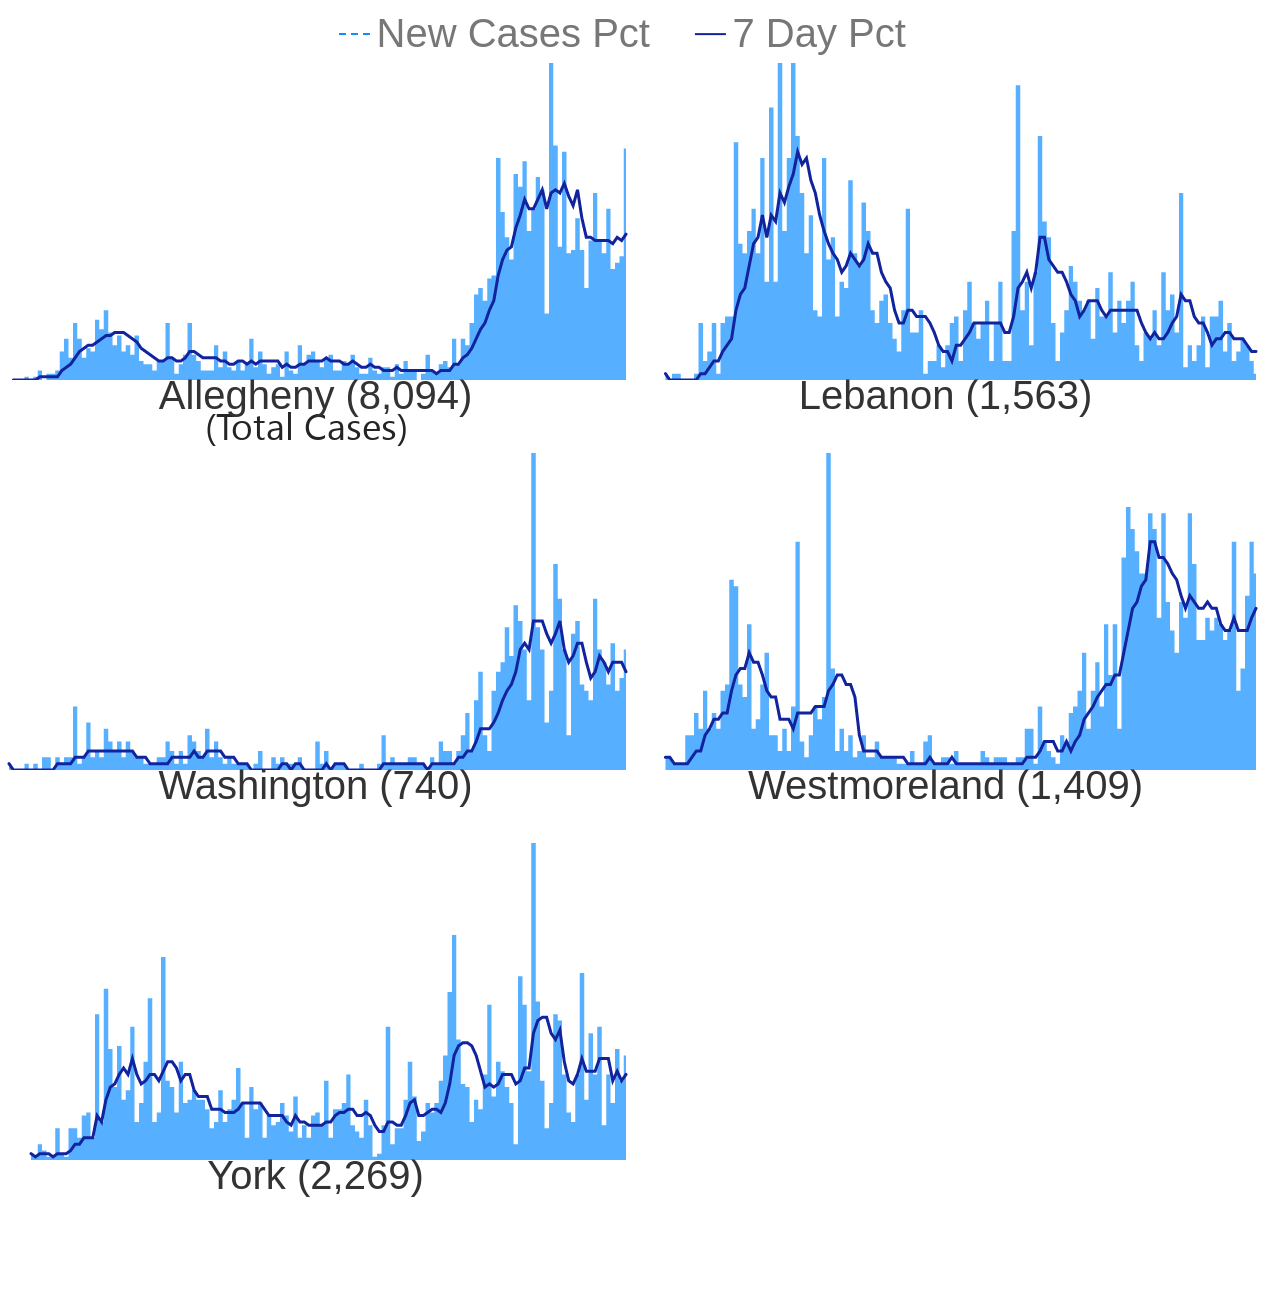 New Cases Pct 7 Day Pct
Allegheny (8,094)
(Total Cases)
Lebanon (1,563)
Washington (740)
Westmoreland (1,409)
York (2,269)